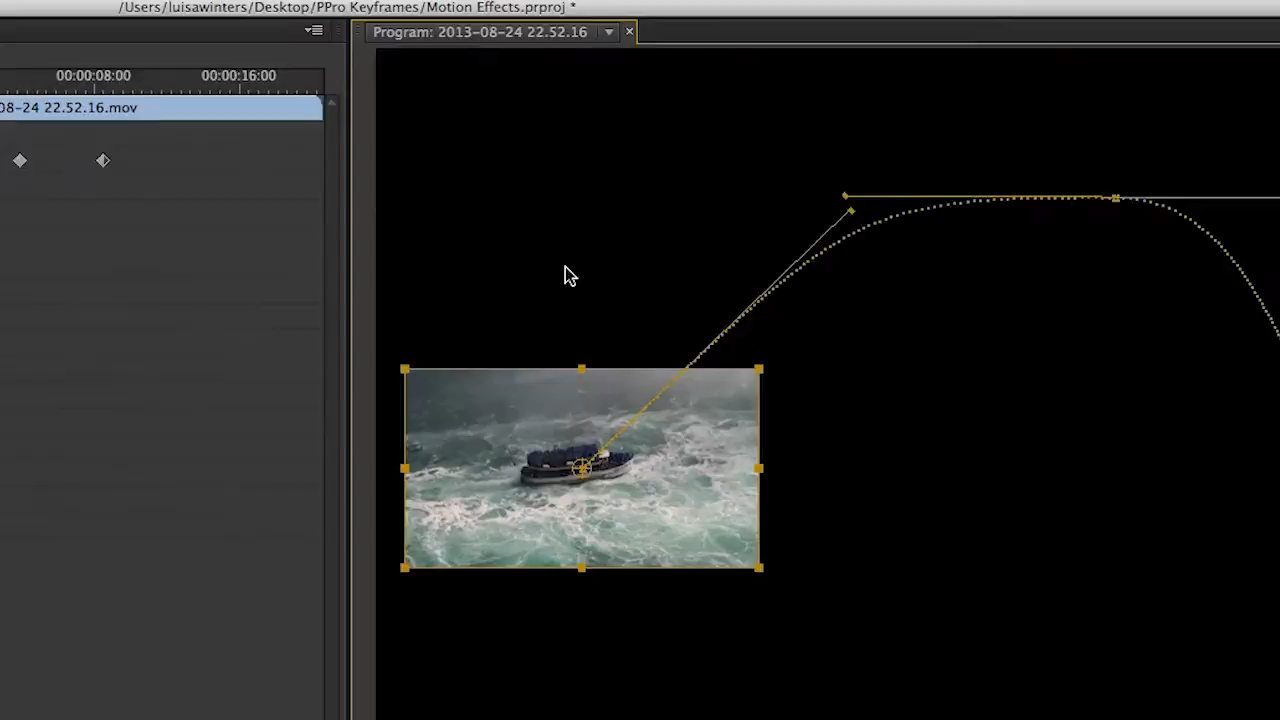 /Users/luisawinters/Desktop/PPro Keyframes/Motion Effects.prproj *
Program: 2013-08-24 22.52.16
00:00:08:00 00:00:16:00
08-24 22.52.16.mov